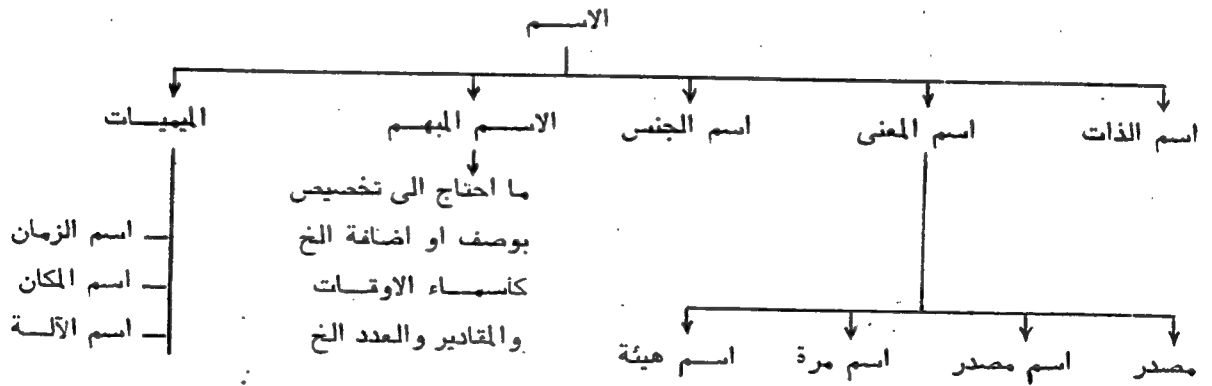 الاسم
اسم الذات
اسم المعنى
اسم الجنس
الاسم المبهم
الميميات
ما احتاج الى تخصيص
بوصف او اضافة الخ
كأسماء الاوقات
والمقادير والعدد الخ
اسم الزمان
اسم المكان
اسم الآلة
مصدر
اسم مصدر
اسم مرة
اسم هيئة